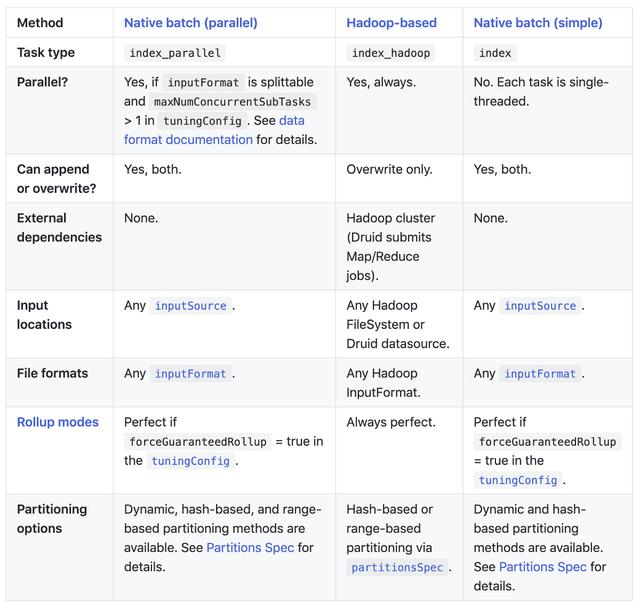 Method
Native batch (parallel)
Hadoop-based
Native batch (simple)
Task type
index_parallel
index_hadoop
index
Parallel?
Yes, if inputFormat is splittable
and maxNumConcurrentSubTasks
> 1 in tuningConfig . See data
format documentation for details.
Yes, always.
No. Each task is single-
threaded.
Can append
or overwrite?
Yes, both.
Overwrite only.
Yes, both.
External
dependencies
None.
Hadoop cluster
(Druid submits
Map/Reduce
jobs).
None.
Input
locations
Any inputSource .
Any Hadoop
FileSystem or
Druid datasource.
Any inputSource .
File formats
Any inputFormat .
Any Hadoop
InputFormat.
Any inputFormat .
Rollup modes
Perfect if
forceGuaranteedRollup = true in
the tuningConfig .
Always perfect.
Perfect if
forceGuaranteedRollup
= true in the
tuningConfig .
Partitioning
options
Dynamic, hash-based, and range-
based partitioning methods are
available. See Partitions Spec for
details.
Hash-based or
range-based
partitioning via
partitionsSpec .
Dynamic and hash-
based partitioning
methods are available.
See Partitions Spec for
details.